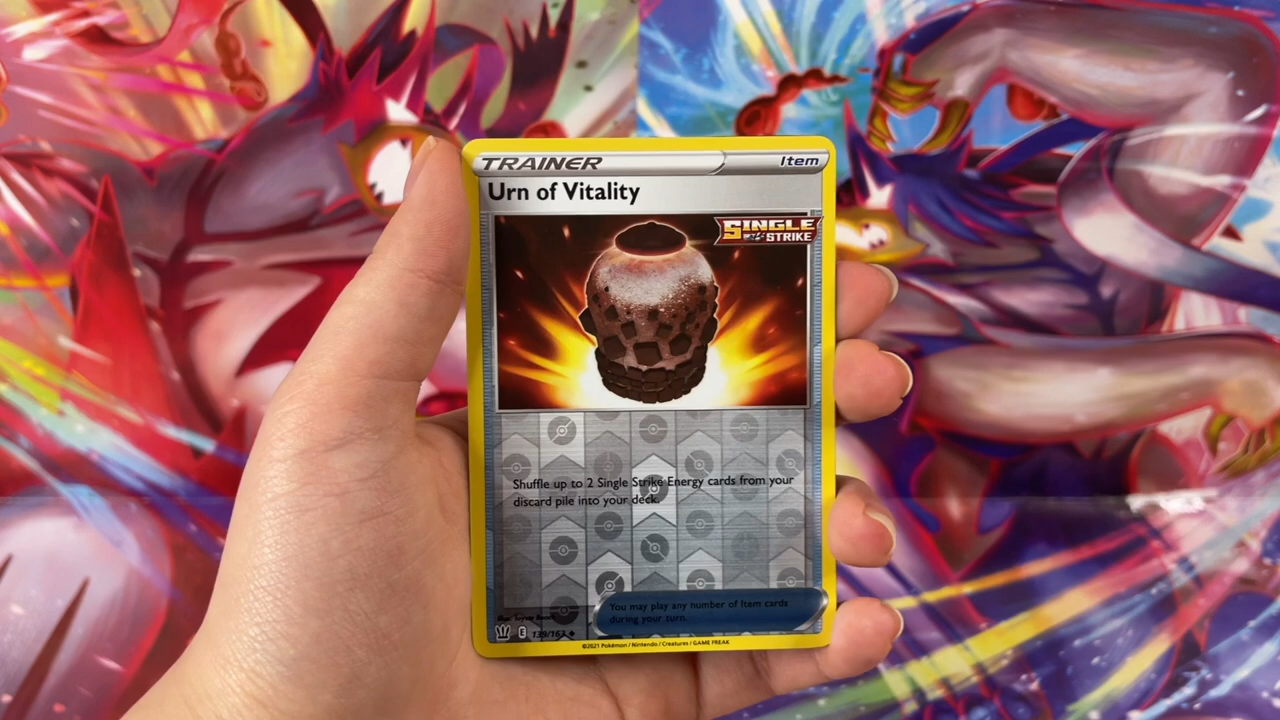 TRAINER Item
Urn of Vitality
SINGLE
STRIKE
Shuffle up to 2 Single Strike Energy cards from your
discard pile into your deck.
You may play any number of Item cards
during your turn.
E 139/163
©2021 Pokémon / Nintendo / Creatures / GAME FREAK